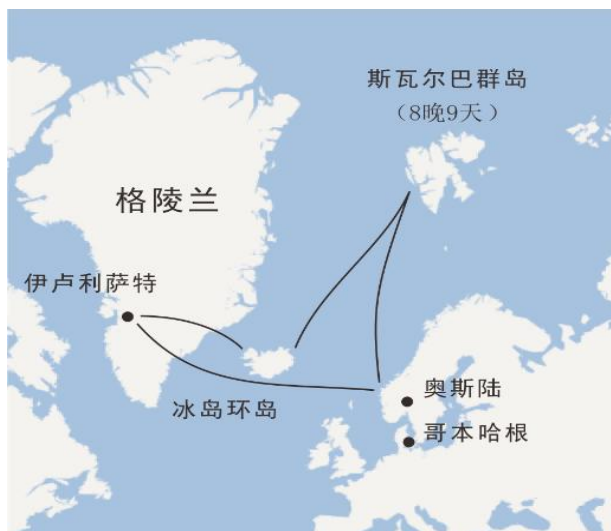 斯瓦尔巴群岛
（8晚9天）
格陵兰
伊卢利萨特
冰岛环岛
奥斯陆
哥本哈根